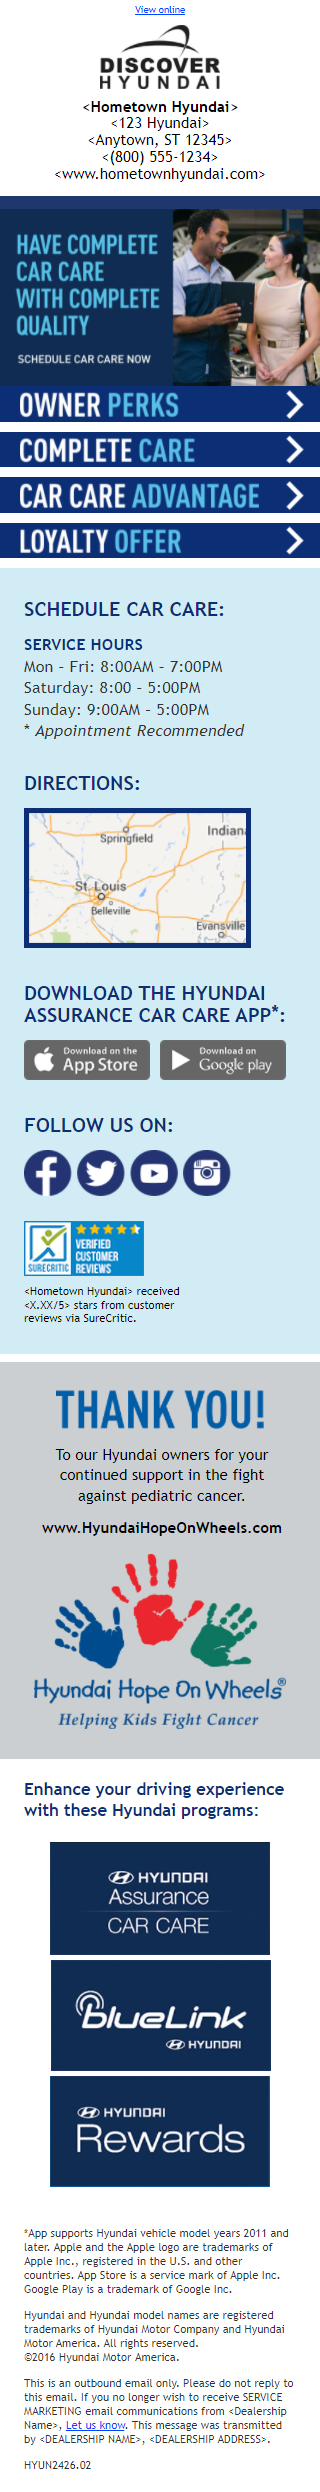 View online
DISCOVER
HYUNDAI
<Hometown Hyundai>
<123 Hyundai>
<Anytown, ST 12345>
<(800) 555-1234>
<www.hometownhyundai.com>
HAVE COMPLETE
CAR CARE
WITH COMPLETE
QUALITY
SCHEDULE CAR CARE NOW
OWNER PERKS
COMPLETE CARE
CAR CARE ADVANTAGE
LOYALTY OFFER
SCHEDULE CAR CARE:
SERVICE HOURS
Mon - Fri: 8:00AM - 7:00PM
Saturday: 8:00 - 5:00PM
Sunday: 9:00AM - 5:00PM
* Appointment Recommended
DIRECTIONS:
Springfield
Indiana
St. Louis
Belleville
Evansville
DOWNLOAD THE HYUNDAI
ASSURANCE CAR CARE APP*:
Download on the
App Store
Download on
Google play
FOLLOW US ON:
SURECRITIC
VERIFIED
CUSTOMER
REVIEWS
<Hometown Hyundai> received
<X.XX/5> stars from customer
reviews via SureCritic.
THANK YOU!
To our Hyundai owners for your
continued support in the fight
against pediatric cancer.
www.HyundaiHopeOnWheels.com
Hyundai Hope On Wheels®
Helping Kids Fight Cancer
Enhance your driving experience
with these Hyundai programs:
HYUNDAI
Assurance
CAR CARE
BlueLink
HYUNDAI
HYUNDAI
Rewards
*App supports Hyundai vehicle model years 2011 and
later. Apple and the Apple logo are trademarks of
Apple Inc., registered in the U.S. and other
countries. App Store is a service mark of Apple Inc.
Google Play is a trademark of Google Inc.
Hyundai and Hyundai model names are registered
trademarks of Hyundai Motor Company and Hyundai
Motor America. All rights reserved.
©2016 Hyundai Motor America.
This is an outbound email only. Please do not reply to
this email. If you no longer wish to receive SERVICE
MARKETING email communications from <Dealership
Name>, Let us know. This message was transmitted
by <DEALERSHIP NAME>, <DEALERSHIP ADDRESS>.
HYUN2426.02